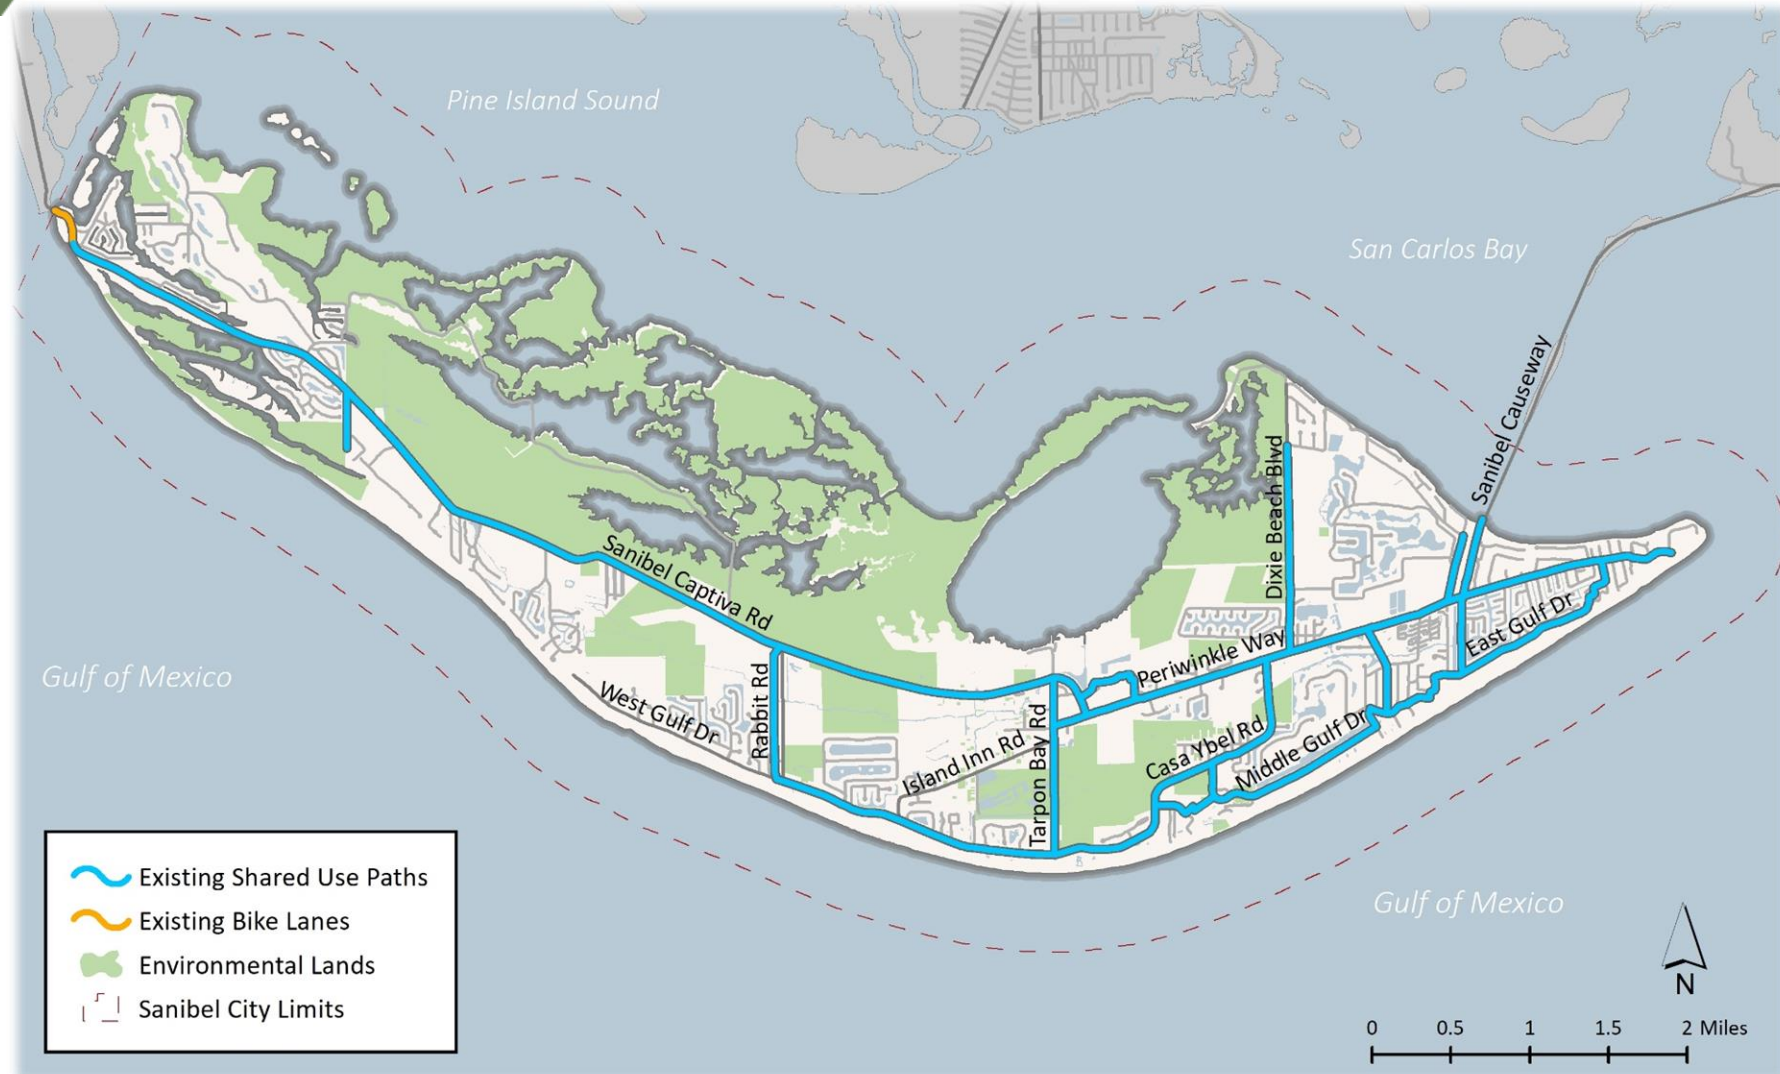 Pine Island Sound
San Carlos Bay
Sanibel Causeway
Dixie Beach Blvd
Sanibel Captiva Rd
East Gulf Dr
Periwinkle Way
Gulf of Mexico
West Gulf Dr
Rabbit Rd
Island Inn Rd
Tarpon Bay Rd
Casa Ybel Rd
Middle Gulf Dr
Existing Shared Use Paths
Existing Bike Lanes
Environmental Lands
Sanibel City Limits
Gulf of Mexico
N
0 0.5 1 1.5 2 Miles